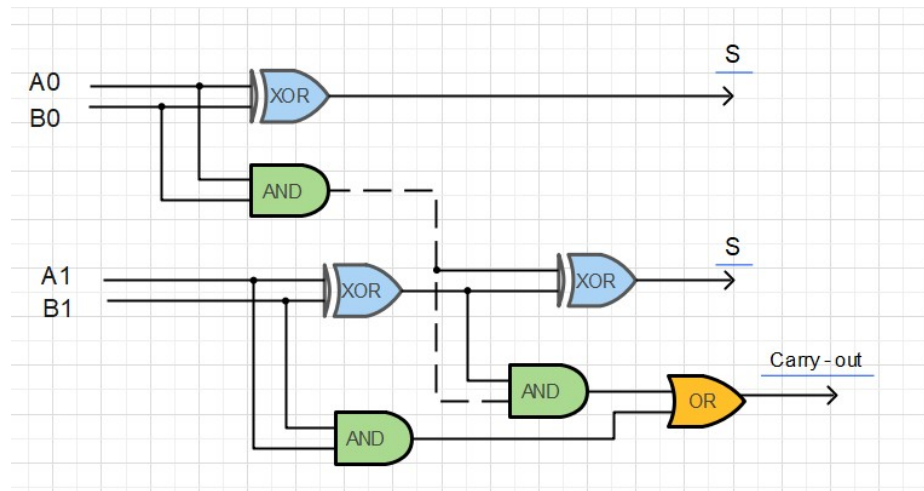 S
A0
XOR
B0
AND
S
A1
XOR
XOR
B1
Carry-out
AND
OR
AND